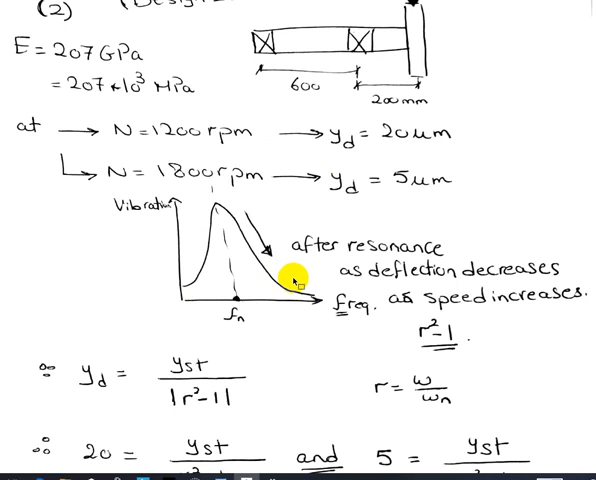 (2)
E = 207 GPa
= 207 * 10³ MPa
600
200mm
at → N = 1200 rpm → yd = 20 um
↳ N = 1800 rpm → yd = 5 um
Vibration
after resonance
as deflection decreases
freq. as speed increases.
fn
r²-1
∵ yd = yst / |r²-1|
r = ω / ωn
∴ 20 = yst and 5 = yst